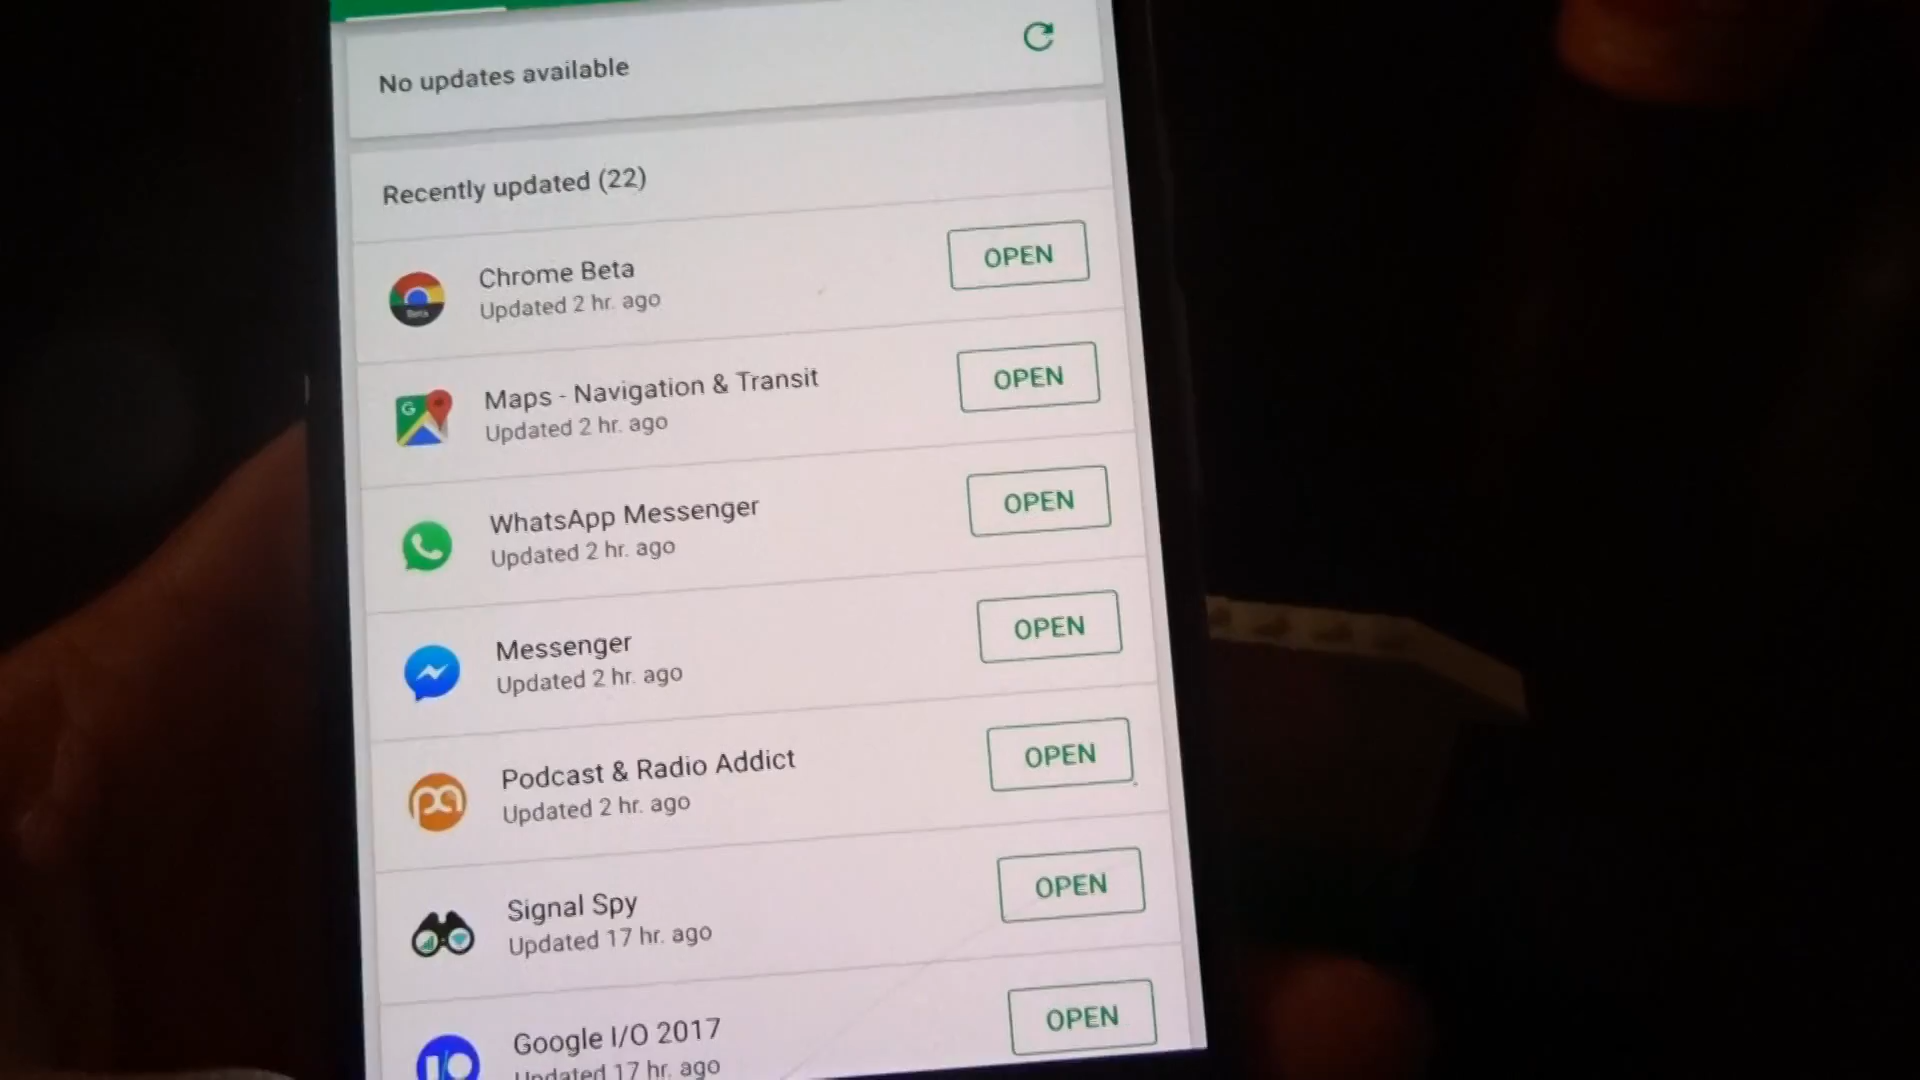 No updates available
Recently updated (22)
Chrome Beta
Updated 2 hr. ago
OPEN
Beta
Maps - Navigation & Transit
Updated 2 hr. ago
OPEN
G
WhatsApp Messenger
Updated 2 hr. ago
OPEN
Messenger
Updated 2 hr. ago
OPEN
Podcast & Radio Addict
Updated 2 hr. ago
OPEN
Signal Spy
Updated 17 hr. ago
OPEN
Google I/O 2017
Updated 17 hr. ago
OPEN
I/O